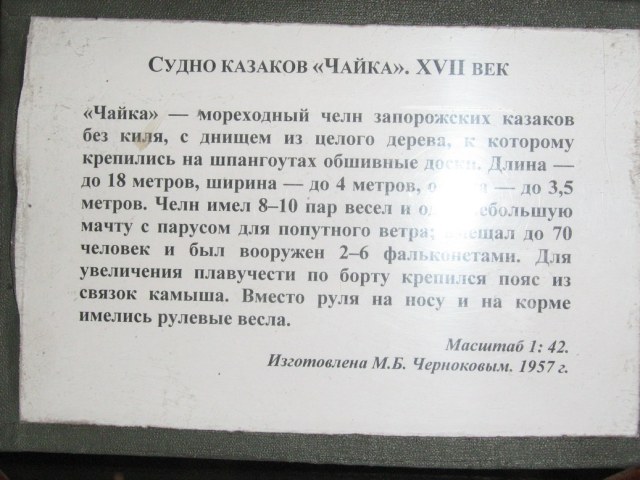 Судно казаков «Чайка». XVII век
«Чайка» — мореходный челн запорожских казаков
без киля, с днищем из целого дерева, к которому
крепились на шпангоутах обшивные доски. Длина —
до 18 метров, ширина — до 4 метров, — до 3,5
метров. Челн имел 8–10 пар весел и небольшую
мачту с парусом для попутного ветра; вмещал до 70
человек и был вооружен 2–6 фальконетами. Для
увеличения плавучести по борту крепился пояс из
связок камыша. Вместо руля на носу и на корме
имелись рулевые весла.
Масштаб 1: 42.
Изготовлена М.Б. Черноковым. 1957 г.